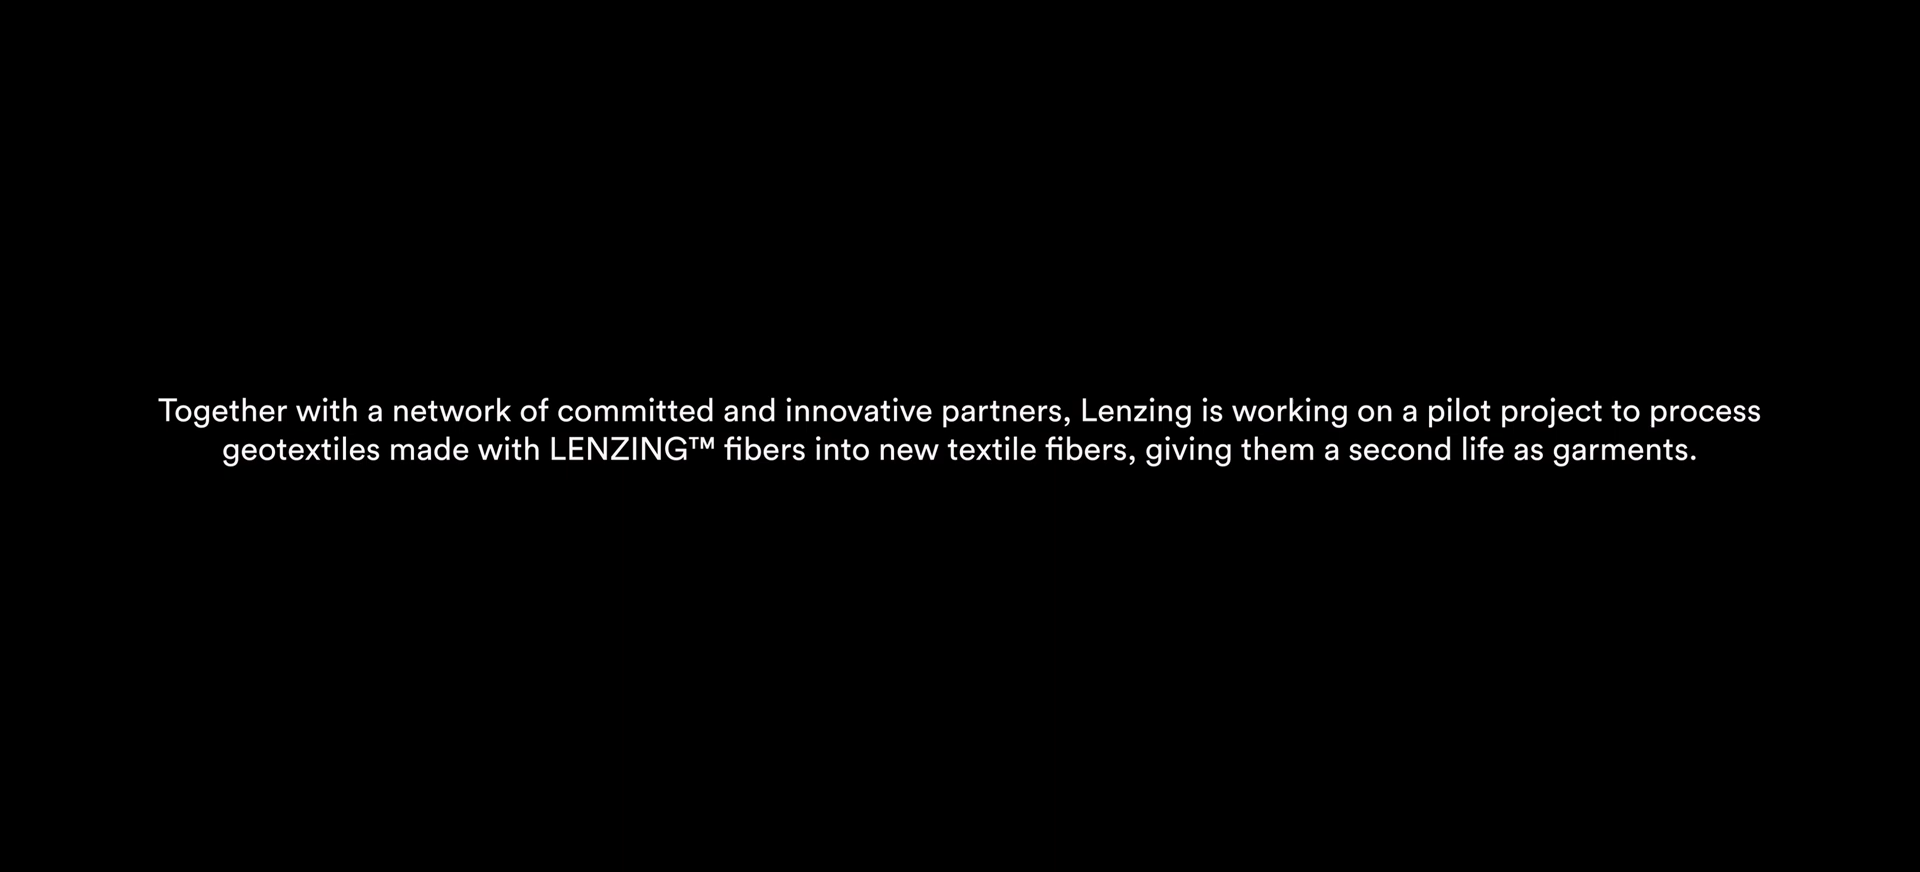 Together with a network of committed and innovative partners, Lenzing is working on a pilot project to process
geotextiles made with LENZING™ fibers into new textile fibers, giving them a second life as garments.